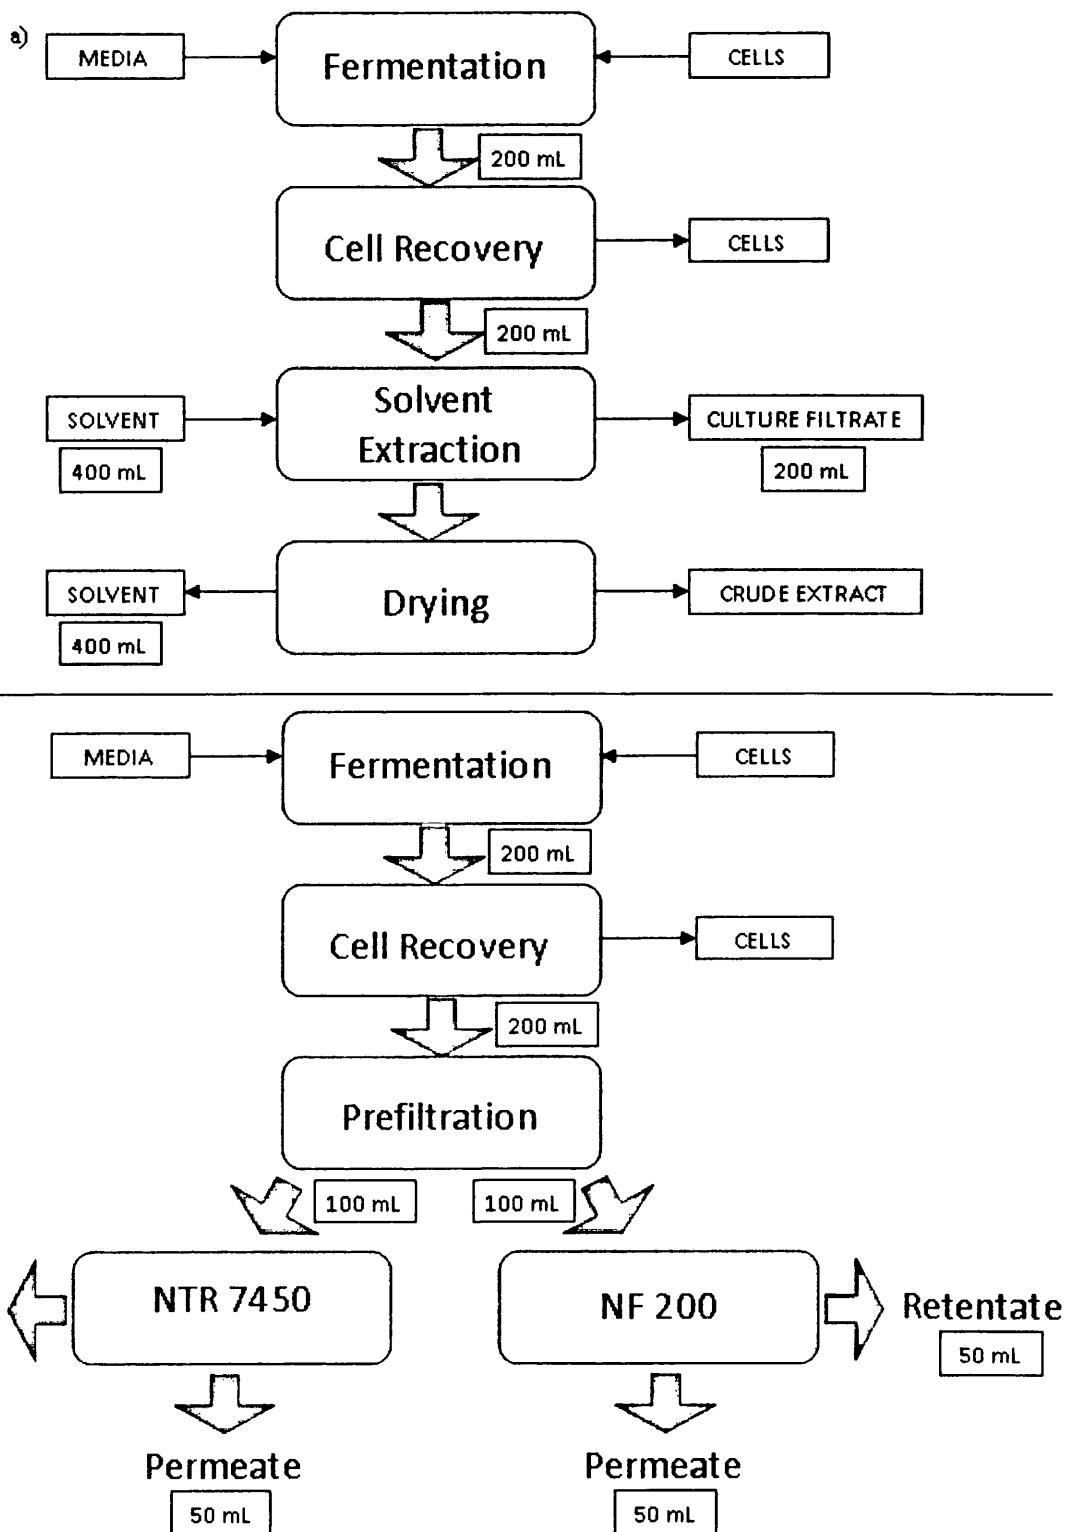 a)
MEDIA
Fermentation
CELLS
200 mL
Cell Recovery
CELLS
200 mL
SOLVENT
400 mL
Solvent
Extraction
CULTURE FILTRATE
200 mL
SOLVENT
400 mL
Drying
CRUDE EXTRACT
MEDIA
Fermentation
CELLS
200 mL
Cell Recovery
CELLS
200 mL
Prefiltration
100 mL
100 mL
NTR 7450
NF 200
Retentate
50 mL
Permeate
50 mL
Permeate
50 mL